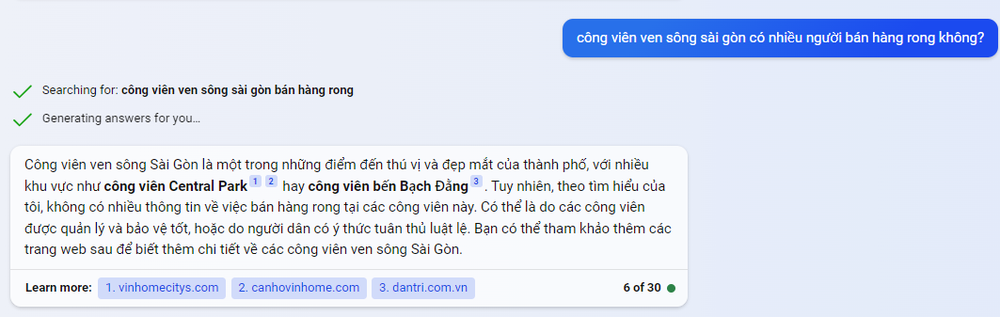 công viên ven sông sài gòn có nhiều người bán hàng rong không?
Searching for: công viên ven sông sài gòn bán hàng rong
Generating answers for you...
Công viên ven sông Sài Gòn là một trong những điểm đến thú vị và đẹp mắt của thành phố, với nhiều
khu vực như công viên Central Park 1 2 hay công viên bến Bạch Đằng 3 . Tuy nhiên, theo tìm hiểu của
tôi, không có nhiều thông tin về việc bán hàng rong tại các công viên này. Có thể là do các công viên
được quản lý và bảo vệ tốt, hoặc do người dân có ý thức tuân thủ luật lệ. Bạn có thể tham khảo thêm các
trang web sau để biết thêm chi tiết về các công viên ven sông Sài Gòn.
Learn more: 1. vinhomecitys.com 2. canhovinhome.com 3. dantri.com.vn 6 of 30